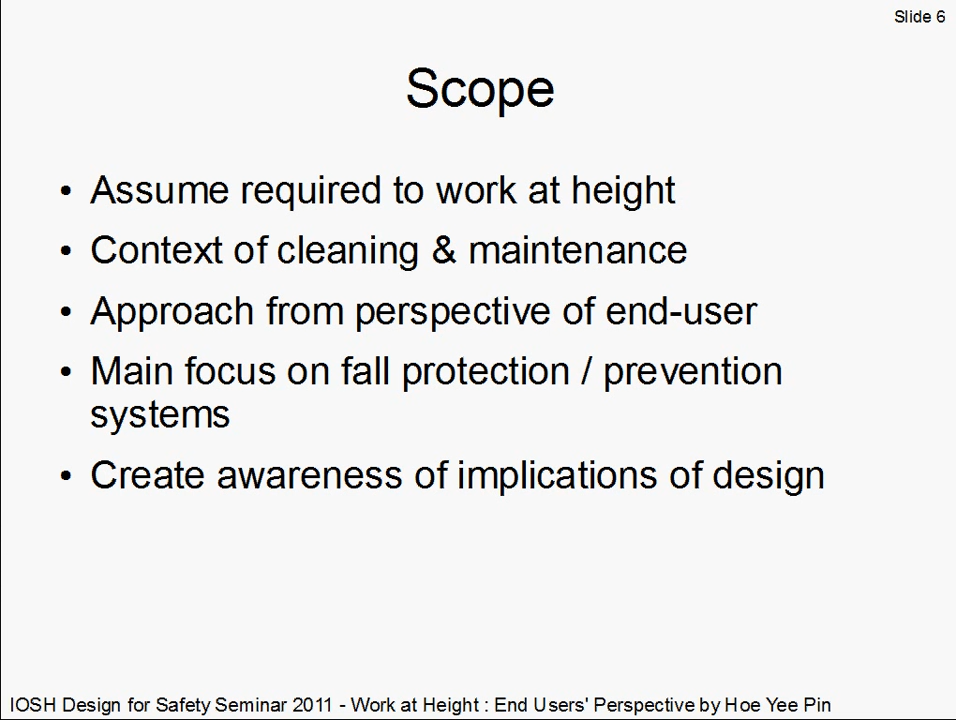 Slide 6
Scope
• Assume required to work at height
• Context of cleaning & maintenance
• Approach from perspective of end-user
• Main focus on fall protection / prevention
systems
• Create awareness of implications of design
IOSH Design for Safety Seminar 2011 - Work at Height : End Users' Perspective by Hoe Yee Pin